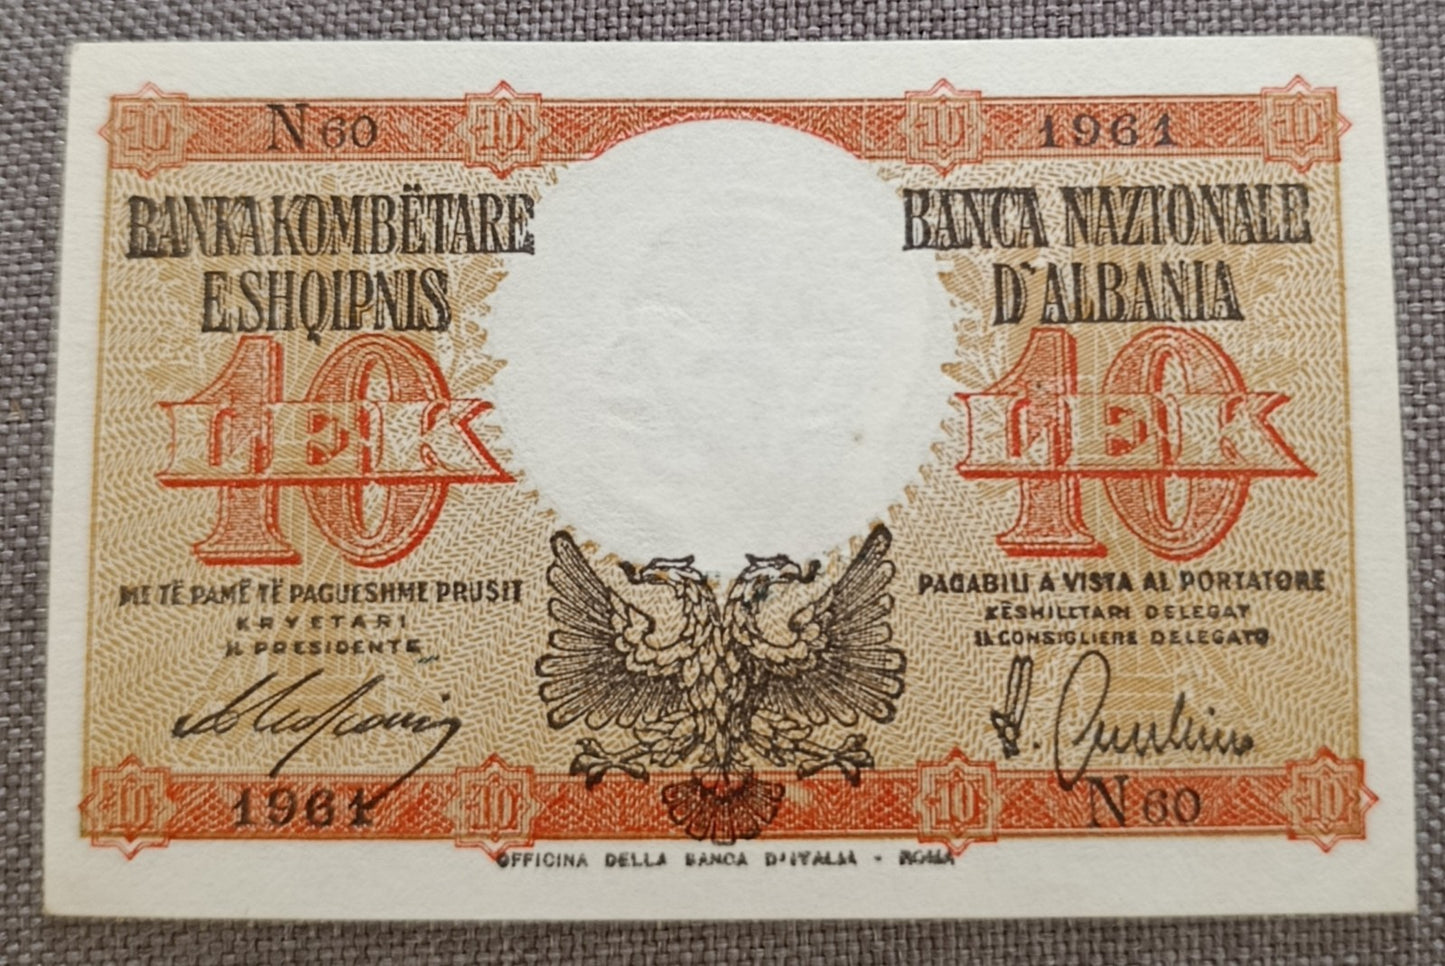 10 N 60 10 10 1961 10
BANKA KOMBËTARE
E SHQIPNIS
BANCA NAZIONALE
D'ALBANIA
10
LEK
10
LEK
ME TË PAMË TË PAGUESHME PRUSIT
KRYETARI
IL PRESIDENTE
PAGABILI A VISTA AL PORTATORE
KËSHILLTARI DELEGAT
IL CONSIGLIERE DELEGATO
10 1961 10 10 N 60 10
OFFICINA DELLA BANCA D'ITALIA - ROMA